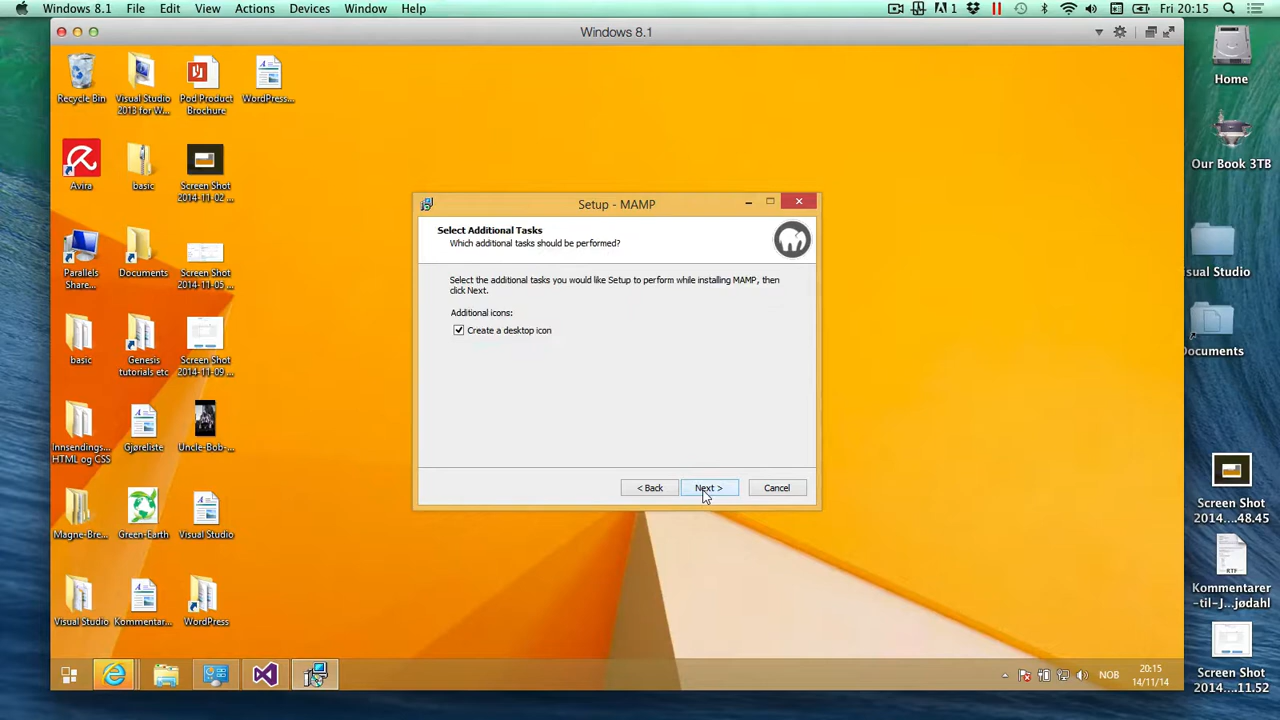 Windows 8.1 File Edit View Actions Devices Window Help
1 Fri 20:15
Windows 8.1
Recycle Bin
Visual Studio
2013 for W...
Pod Product
Brochure
WordPress...
Home
Our Book 3TB
Avira
basic
Screen Shot
2014-11-02 ...
Parallels
Share...
Documents
Screen Shot
2014-11-05 ...
isual Studio
basic
Genesis
tutorials etc
Screen Shot
2014-11-09 ...
Documents
Innsendings...
HTML og CSS
Gjøreliste
Uncle-Bob-...
Magne-Bre...
Green-Earth
Visual Studio
Visual Studio
Kommentar...
WordPress
Setup - MAMP
Select Additional Tasks
Which additional tasks should be performed?
Select the additional tasks you would like Setup to perform while installing MAMP, then
click Next.
Additional icons:
Create a desktop icon
< Back
Next >
Cancel
Screen Shot
2014....48.45
RTF
Kommentarer
-til-J...jødahl
Screen Shot
2014....11.52
NOB
20:15
14/11/14